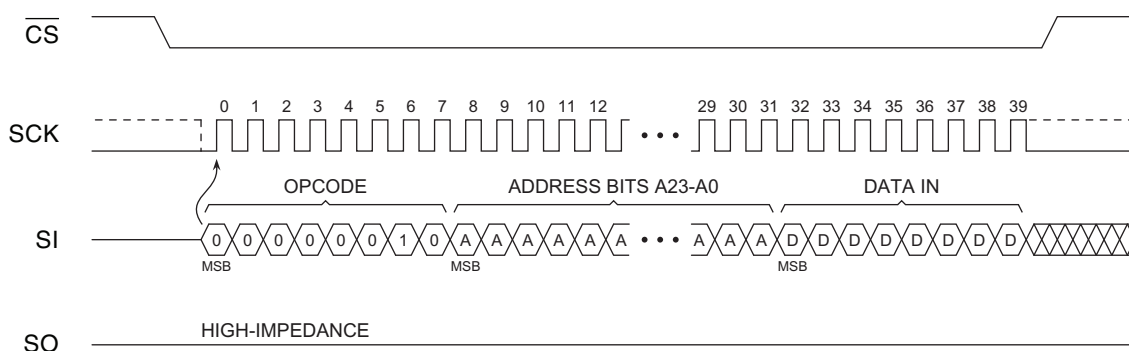 CS
0 1 2 3 4 5 6 7 8 9 10 11 12 29 30 31 32 33 34 35 36 37 38 39
SCK
OPCODE ADDRESS BITS A23-A0 DATA IN
SI 0 0 0 0 0 0 1 0 A A A A A A A A A D D D D D D D D
MSB MSB MSB
HIGH-IMPEDANCE
SO